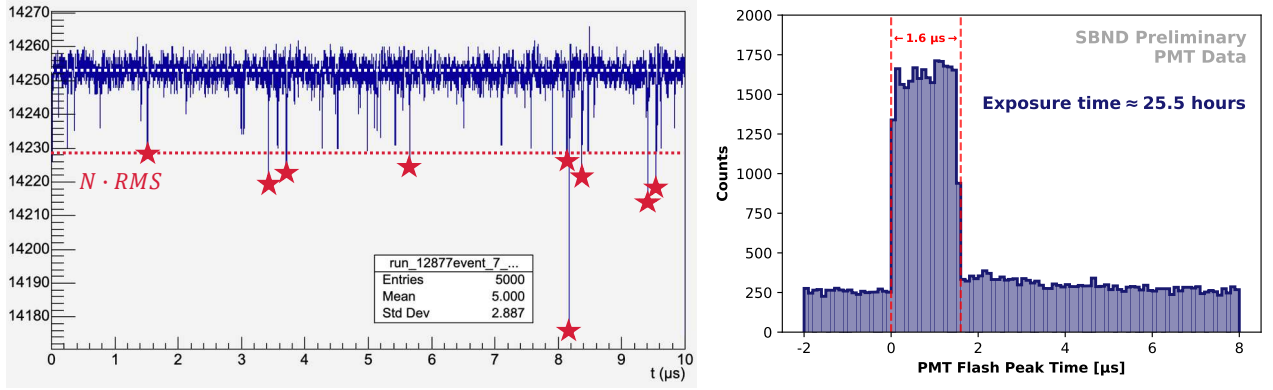 14270
14260
14250
14240
14230
14220
14210
14200
14190
14180
N · RMS
run_12877event_7_...
Entries 5000
Mean 5.000
Std Dev 2.887
0 1 2 3 4 5 6 7 8 9 10
t (μs)
2000
1750
1500
1250
1000
750
500
250
0
Counts
1.6 μs
SBND Preliminary
PMT Data
Exposure time ≈ 25.5 hours
-2 0 2 4 6 8
PMT Flash Peak Time [μs]